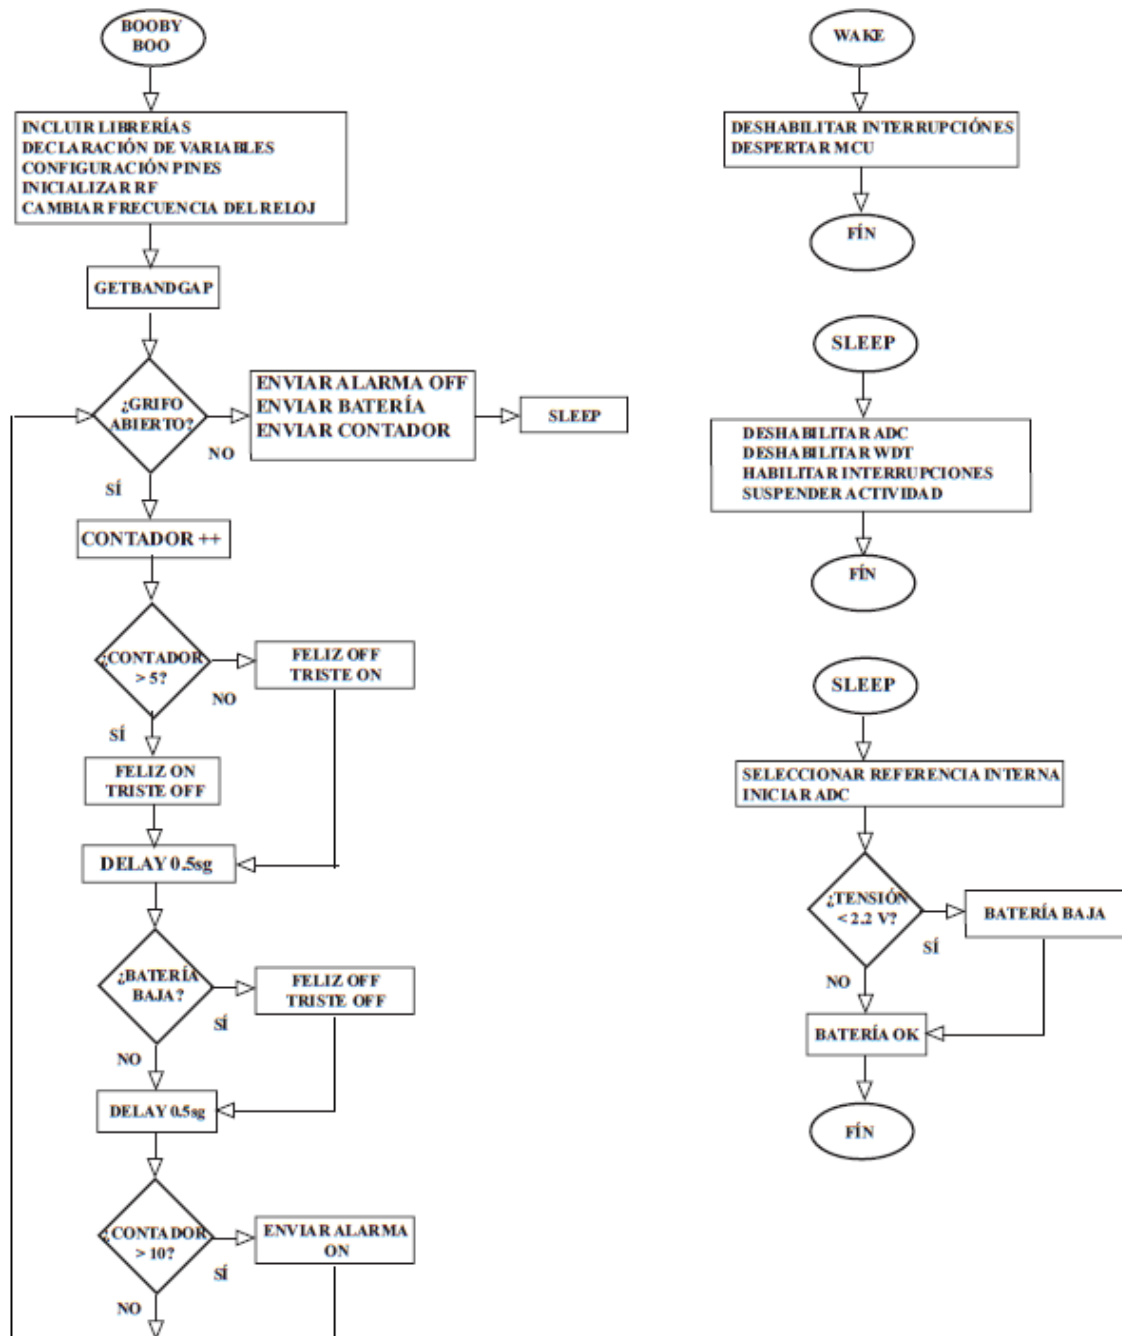 BOOBY
BOO
INCLUIR LIBRERÍAS
DECLARACIÓN DE VARIABLES
CONFIGURACIÓN PINES
INICIALIZAR RF
CAMBIAR FRECUENCIA DEL RELOJ
GETBANDGAP
¿GRIFO
ABIERTO?
NO
ENVIAR ALARMA OFF
ENVIAR BATERÍA
ENVIAR CONTADOR
SLEEP
SÍ
CONTADOR ++
¿CONTADOR
> 5?
NO
FELIZ OFF
TRISTE ON
SÍ
FELIZ ON
TRISTE OFF
DELAY 0.5sg
¿BATERÍA
BAJA?
SÍ
FELIZ OFF
TRISTE OFF
NO
DELAY 0.5sg
¿CONTADOR
> 10?
SÍ
ENVIAR ALARMA
ON
NO
WAKE
DESHABILITAR INTERRUPCIÓNES
DESPERTAR MCU
FÍN
SLEEP
DESHABILITAR ADC
DESHABILITAR WDT
HABILITAR INTERRUPCIONES
SUSPENDER ACTIVIDAD
FÍN
SLEEP
SELECCIONAR REFERENCIA INTERNA
INICIAR ADC
¿TENSIÓN
< 2.2 V?
SÍ
BATERÍA BAJA
NO
BATERÍA OK
FÍN